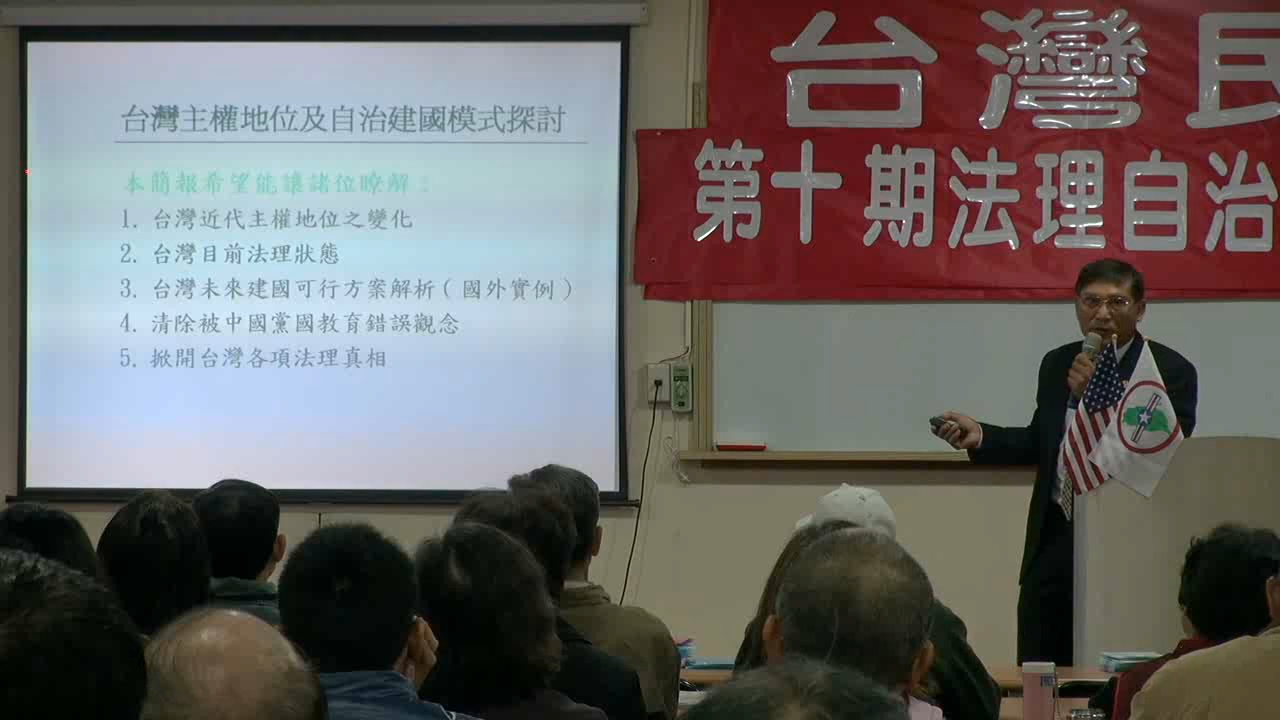 台灣主權地位及自治建國模式探討
本簡報希望能讓諸位瞭解：
1. 台灣近代主權地位之變化
2. 台灣目前法理狀態
3. 台灣未來建國可行方案解析（國外實例）
4. 清除被中國黨國教育錯誤觀念
5. 掀開台灣各項法理真相
台灣民
第十期法理自治